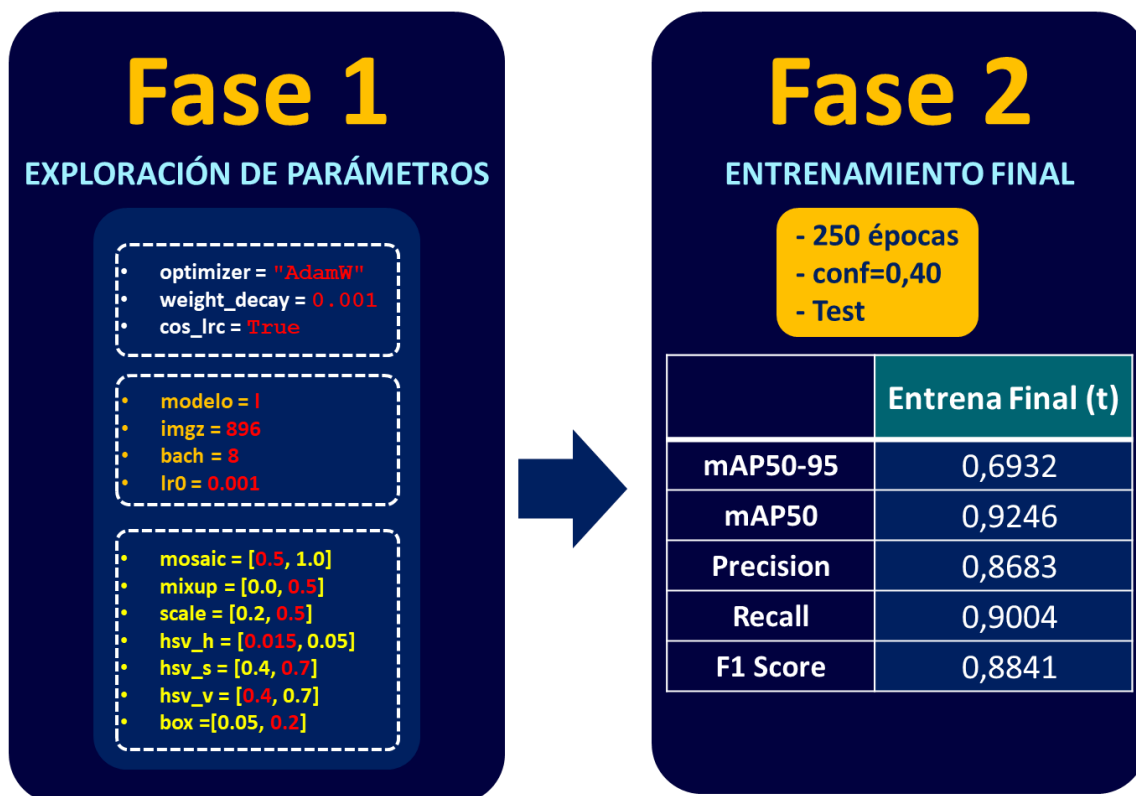 Fase 1
EXPLORACIÓN DE PARÁMETROS
• optimizer = "AdamW"
• weight_decay = 0.001
• cos_lrc = True
• modelo = l
• imgz = 896
• bach = 8
• lr0 = 0.001
• mosaic = [0.5, 1.0]
• mixup = [0.0, 0.5]
• scale = [0.2, 0.5]
• hsv_h = [0.015, 0.05]
• hsv_s = [0.4, 0.7]
• hsv_v = [0.4, 0.7]
• box =[0.05, 0.2]
Fase 2
ENTRENAMIENTO FINAL
- 250 épocas
- conf=0,40
- Test
Entrena Final (t)
mAP50-95 0,6932
mAP50 0,9246
Precision 0,8683
Recall 0,9004
F1 Score 0,8841